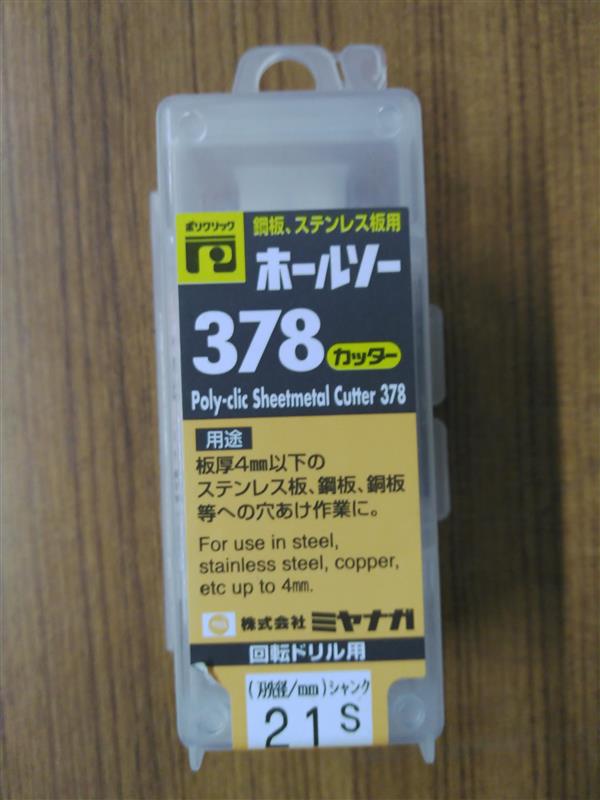 ポリクリック
鋼板、ステンレス板用
ホールソー
378 カッター
Poly-clic Sheetmetal Cutter 378
用途
板厚4㎜以下の
ステンレス板、鋼板、銅板
等への穴あけ作業に。
For use in steel,
stainless steel, copper,
etc up to 4㎜.
株式会社 ミヤナガ
回転ドリル用
(刃先径/mm) シャンク
21 S